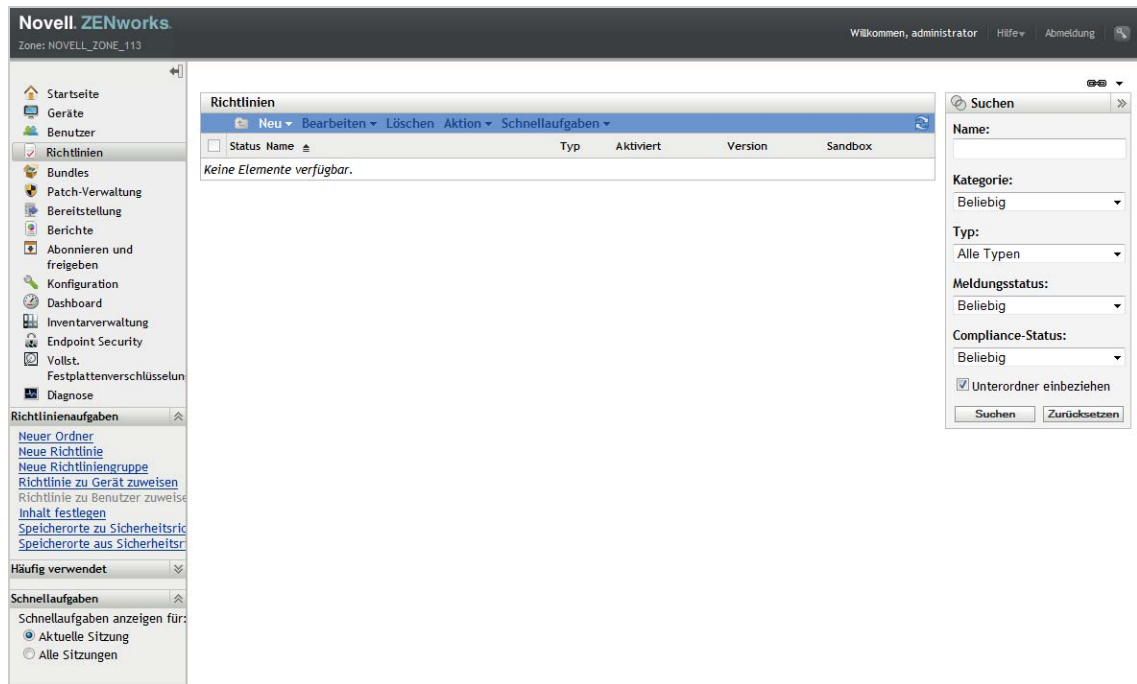 Novell. ZENworks.
Zone: NOVELL_ZONE_113
Willkommen, administrator
Hilfe
Abmeldung
Startseite
Geräte
Benutzer
Richtlinien
Bundles
Patch-Verwaltung
Bereitstellung
Berichte
Abonnieren und
freigeben
Konfiguration
Dashboard
Inventarverwaltung
Endpoint Security
Vollst.
Festplattenverschlüsselun
Diagnose
Richtlinienaufgaben
Neuer Ordner
Neue Richtlinie
Neue Richtliniengruppe
Richtlinie zu Gerät zuweisen
Richtlinie zu Benutzer zuweise
Inhalt festlegen
Speicherorte zu Sicherheitsric
Speicherorte aus Sicherheitsr
Häufig verwendet
Schnellaufgaben
Schnellaufgaben anzeigen für:
Aktuelle Sitzung
Alle Sitzungen
Richtlinien
Neu Bearbeiten Löschen Aktion Schnellaufgaben
Status Name Typ Aktiviert Version Sandbox
Keine Elemente verfügbar.
Suchen
Name:
Kategorie:
Beliebig
Typ:
Alle Typen
Meldungsstatus:
Beliebig
Compliance-Status:
Beliebig
Unterordner einbeziehen
Suchen Zurücksetzen